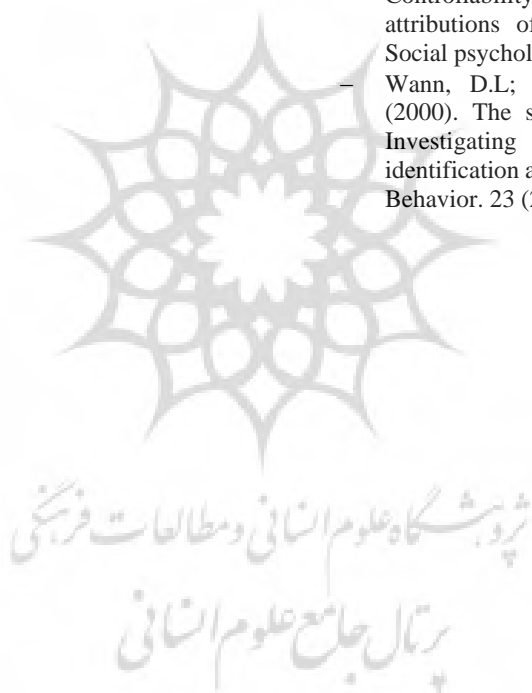 Controllability
attributions of
Social psychol
– Wann, D.L;
(2000). The s
Investigating
identification a
Behavior. 23 (
پژوهشگاه علوم انسانی و مطالعات فرهنگی
پرتال جامع علوم انسانی